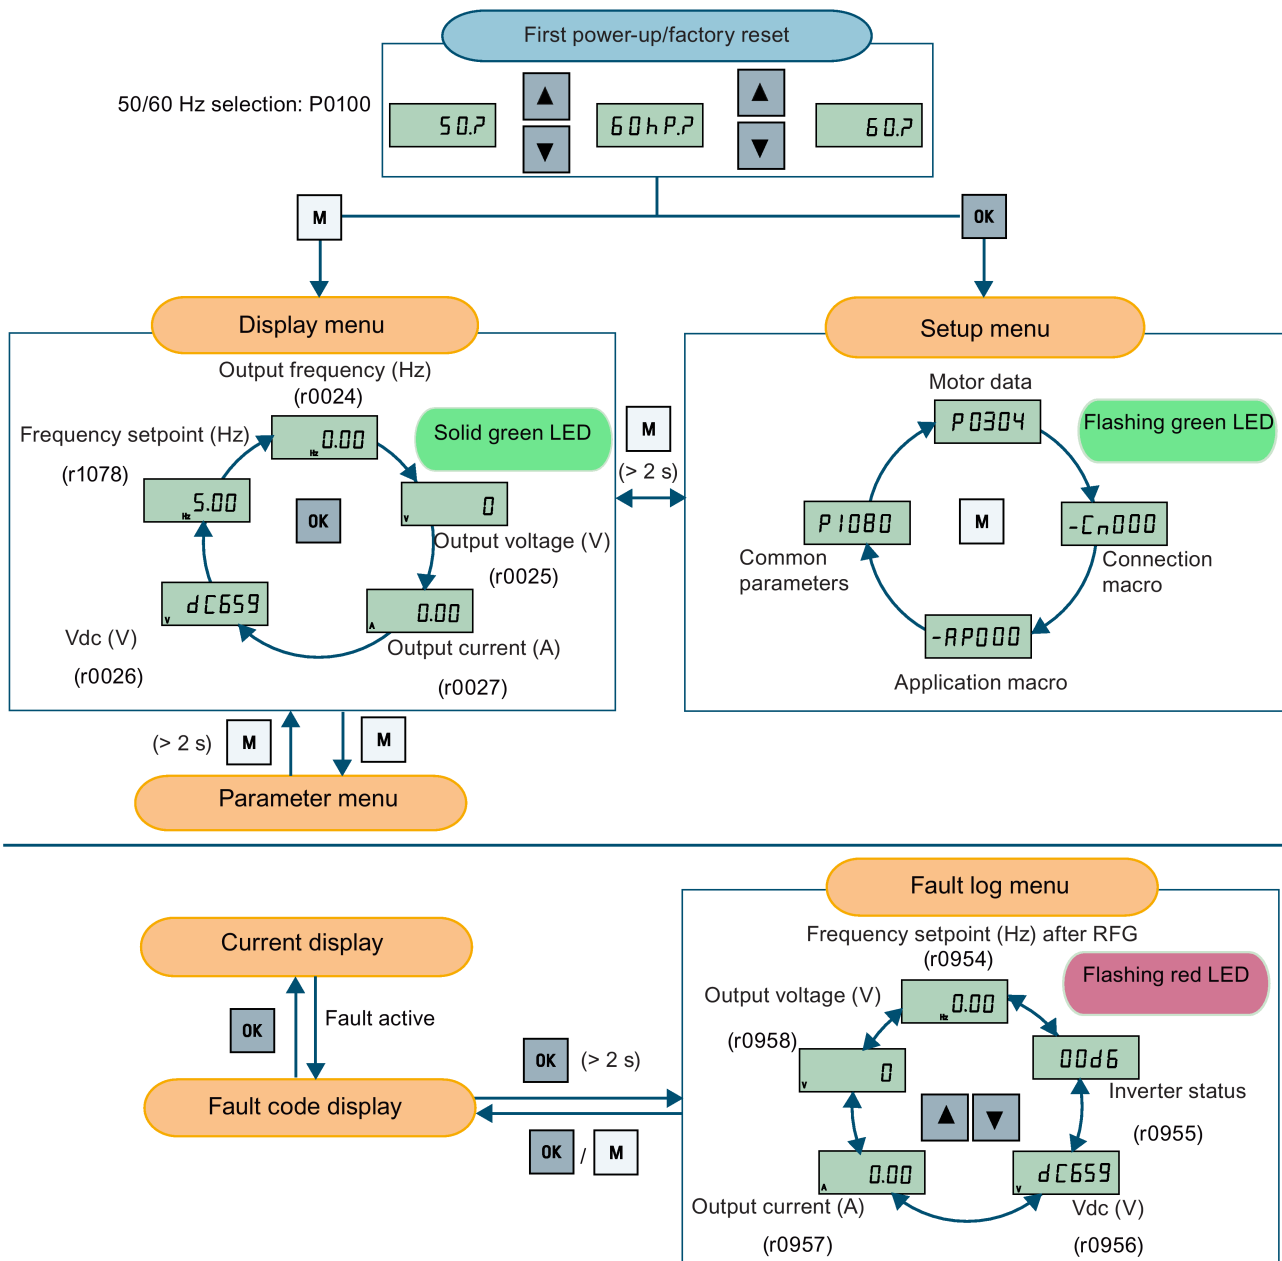 First power-up/factory reset
50/60 Hz selection: P0100
50.?
60hP.?
60.?
M
OK
Display menu
Output frequency (Hz)
(r0024)
Hz 0.00
Solid green LED
Frequency setpoint (Hz)
(r1078)
Hz 5.00
OK
V 0
Output voltage (V)
(r0025)
V dC659
A 0.00
Vdc (V)
(r0026)
Output current (A)
(r0027)
M
(> 2 s)
Setup menu
Motor data
P0304
Flashing green LED
P1080
M
-Cn000
Common
parameters
Connection
macro
-AP000
Application macro
(> 2 s)
M
M
Parameter menu
Current display
OK
Fault active
Fault code display
OK
(> 2 s)
OK / M
Fault log menu
Frequency setpoint (Hz) after RFG
(r0954)
Hz 0.00
Flashing red LED
Output voltage (V)
(r0958)
V 0
00d6
Inverter status
(r0955)
A 0.00
V dC659
Output current (A)
(r0957)
Vdc (V)
(r0956)